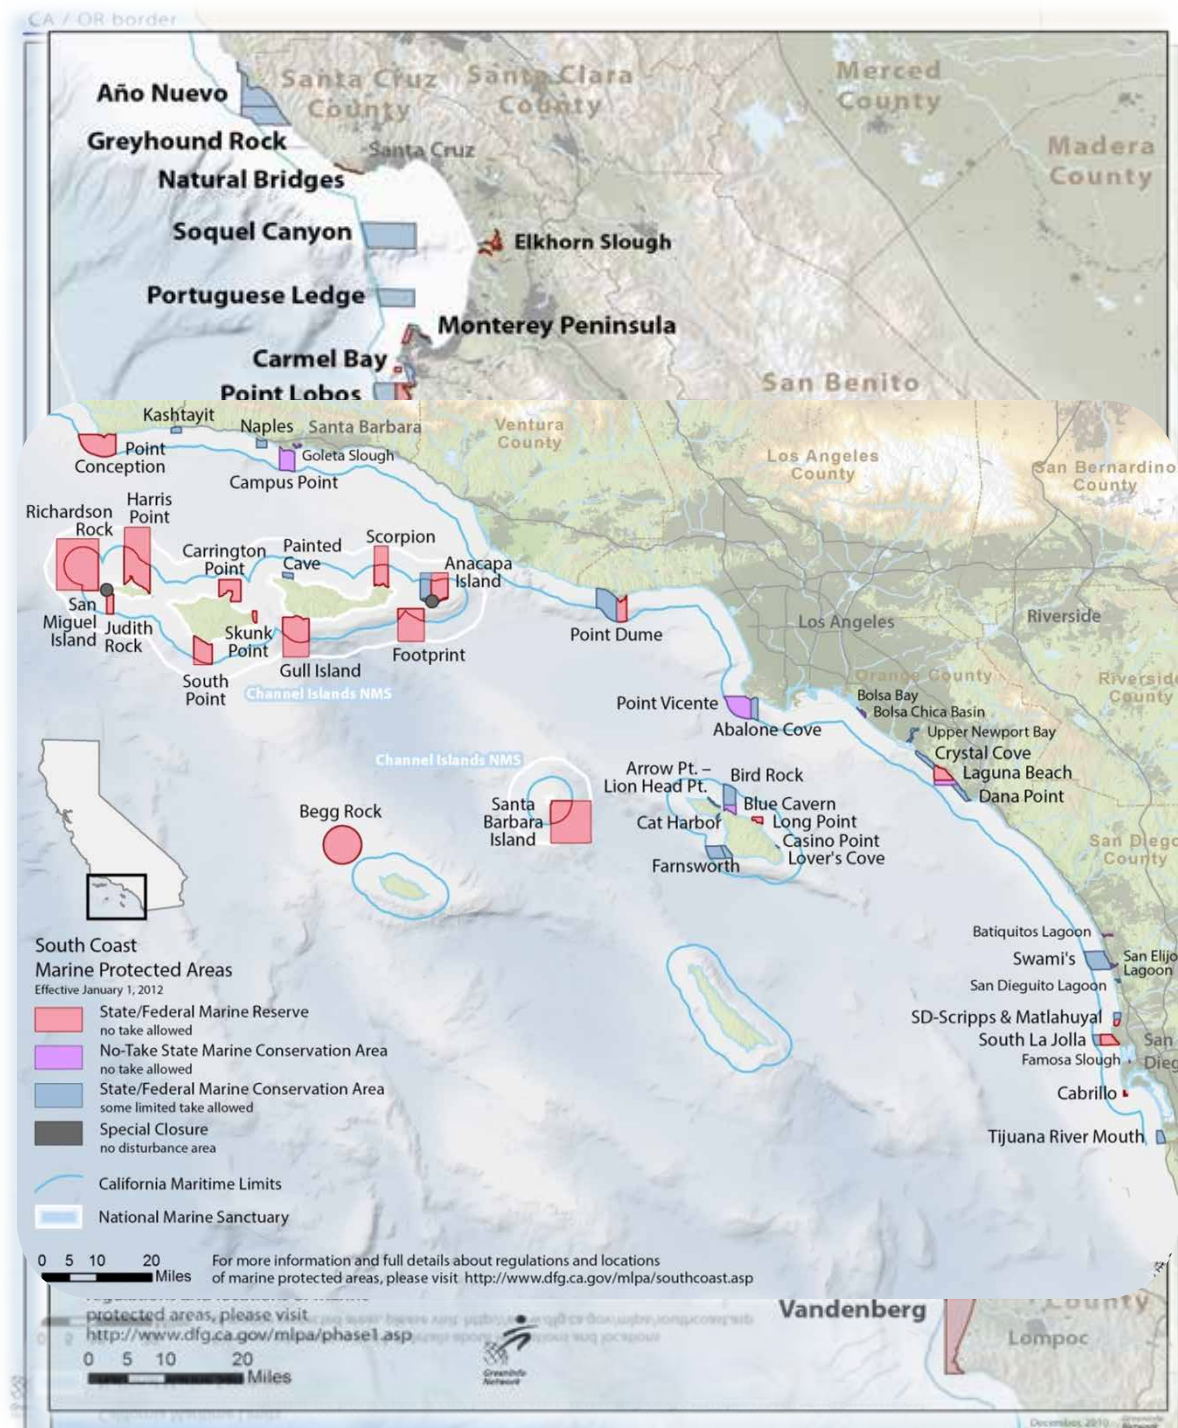 CA / OR border
Santa Cruz
County
Santa Clara
County
Merced
County
Año Nuevo
Greyhound Rock
Santa Cruz
Madera
County
Natural Bridges
Soquel Canyon
Elkhorn Slough
Portuguese Ledge
Monterey Peninsula
Carmel Bay
San Benito
Point Lobos
Kashtayit
Naples
Santa Barbara
Ventura
County
Point
Conception
Goleta Slough
Campus Point
Los Angeles
County
San Bernardino
County
Richardson
Rock
Harris
Point
Carrington
Point
Painted
Cave
Scorpion
Anacapa
Island
San
Miguel
Island
Judith
Rock
Skunk
Point
South
Point
Gull Island
Footprint
Channel Islands NMS
Point Dume
Los Angeles
Riverside
Orange County
Riverside
County
Point Vicente
Abalone Cove
Bolsa Bay
Bolsa Chica Basin
Upper Newport Bay
Crystal Cove
Laguna Beach
Dana Point
Channel Islands NMS
Begg Rock
Santa
Barbara
Island
Arrow Pt. –
Lion Head Pt.
Bird Rock
Blue Cavern
Cat Harbor
Long Point
Casino Point
Lover's Cove
Farnsworth
San Diego
County
Batiquitos Lagoon
Swami's
San Elijo
Lagoon
San Dieguito Lagoon
SD-Scripps & Matlahuyal
South La Jolla
San
Dieg
Famosa Slough
Cabrillo
Tijuana River Mouth
South Coast
Marine Protected Areas
Effective January 1, 2012
State/Federal Marine Reserve
no take allowed
No-Take State Marine Conservation Area
no take allowed
State/Federal Marine Conservation Area
some limited take allowed
Special Closure
no disturbance area
California Maritime Limits
National Marine Sanctuary
0 5 10 20
Miles
For more information and full details about regulations and locations
of marine protected areas, please visit http://www.dfg.ca.gov/mlpa/southcoast.asp
protected areas, please visit
http://www.dfg.ca.gov/mlpa/phase1.asp
0 5 10 20
Miles
GreenInfo
Network
Vandenberg
County
Lompoc
December, 2010